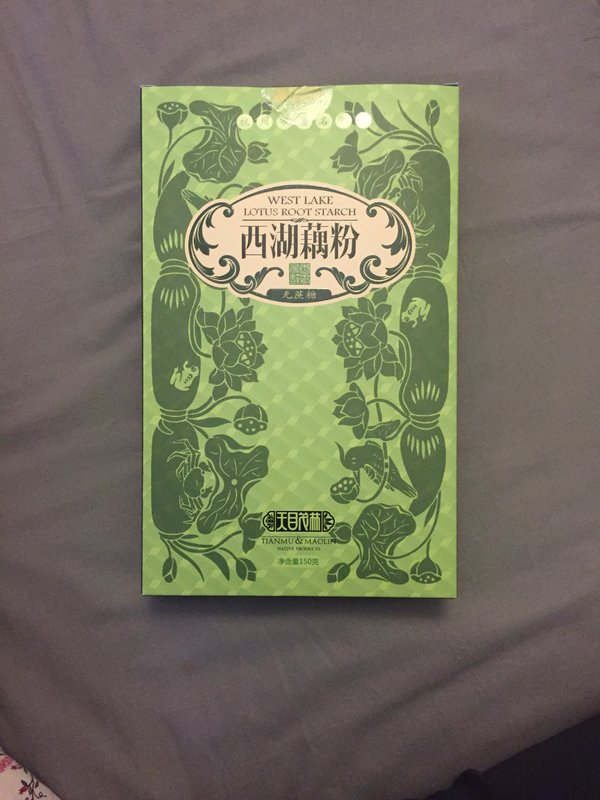 WEST LAKE
LOTUS ROOT STARCH
西湖藕粉
无蔗糖
天目茂林
TIANMU & MAOLIN
NATIVE PRODUCTS
净含量150克